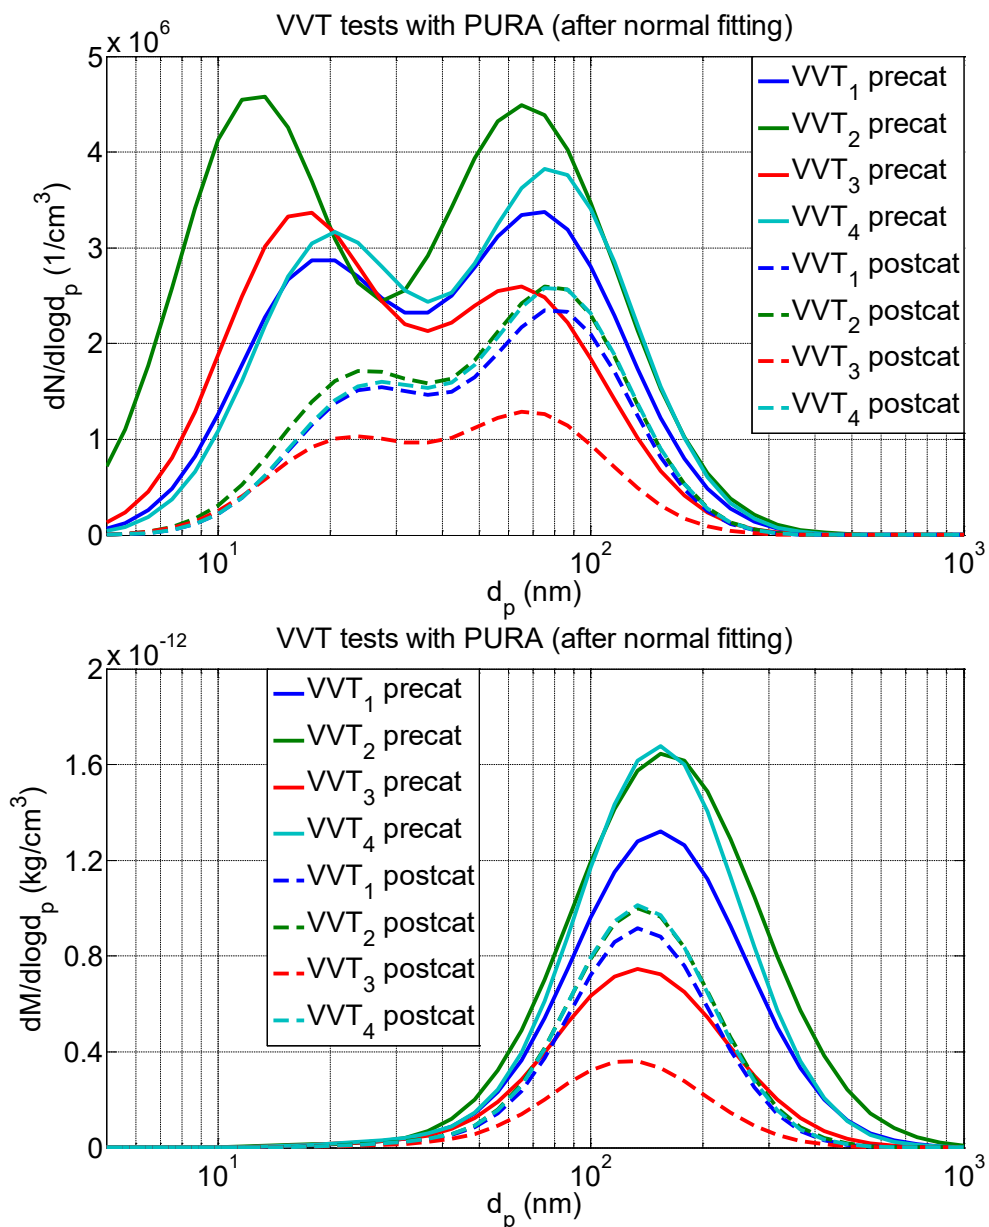 VVT tests with PURA (after normal fitting)
5 x 10^6
4
3
2
1
0
dN/dlogd_p (1/cm^3)
10^1
10^2
10^3
d_p (nm)
VVT_1 precat
VVT_2 precat
VVT_3 precat
VVT_4 precat
VVT_1 postcat
VVT_2 postcat
VVT_3 postcat
VVT_4 postcat
VVT tests with PURA (after normal fitting)
2 x 10^-12
1.6
1.2
0.8
0.4
0
dM/dlogd_p (kg/cm^3)
10^1
10^2
10^3
d_p (nm)
VVT_1 precat
VVT_2 precat
VVT_3 precat
VVT_4 precat
VVT_1 postcat
VVT_2 postcat
VVT_3 postcat
VVT_4 postcat